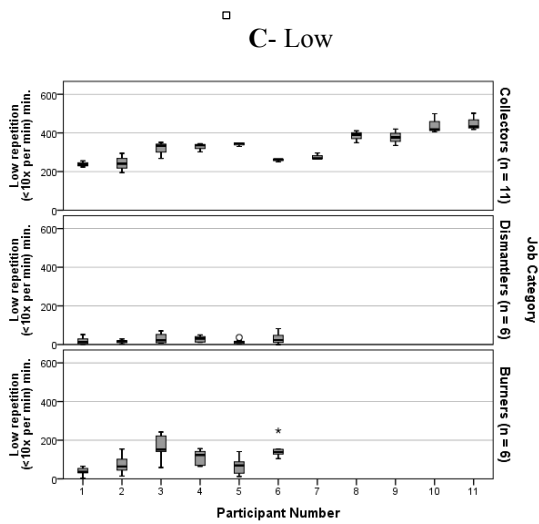 C- Low
Low repetition
(<10x per min) min.
600
400
200
0
Collectors (n = 11)
Low repetition
(<10x per min) min.
600
400
200
0
Dismantlers (n = 6)
Job Category
Low repetition
(<10x per min) min.
600
400
200
0
Burners (n = 6)
*
1 2 3 4 5 6 7 8 9 10 11
Participant Number